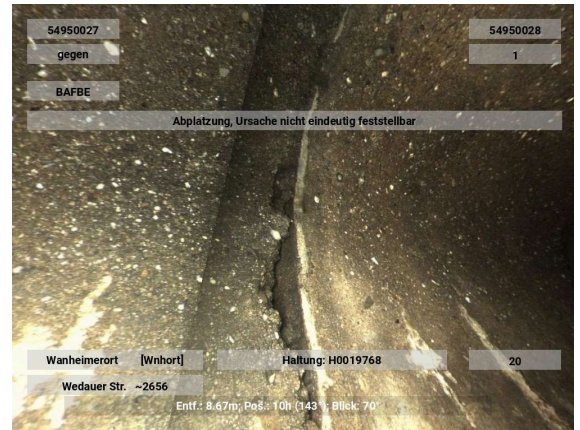 54950027 54950028
gegen 1
BAFBE
Abplatzung, Ursache nicht eindeutig feststellbar
Wanheimerort [Wnhort] Haltung: H0019768 20
Wedauer Str. ~2656
Entf.: 8.67m; Pos.: 10h (143°); Blick: 70°